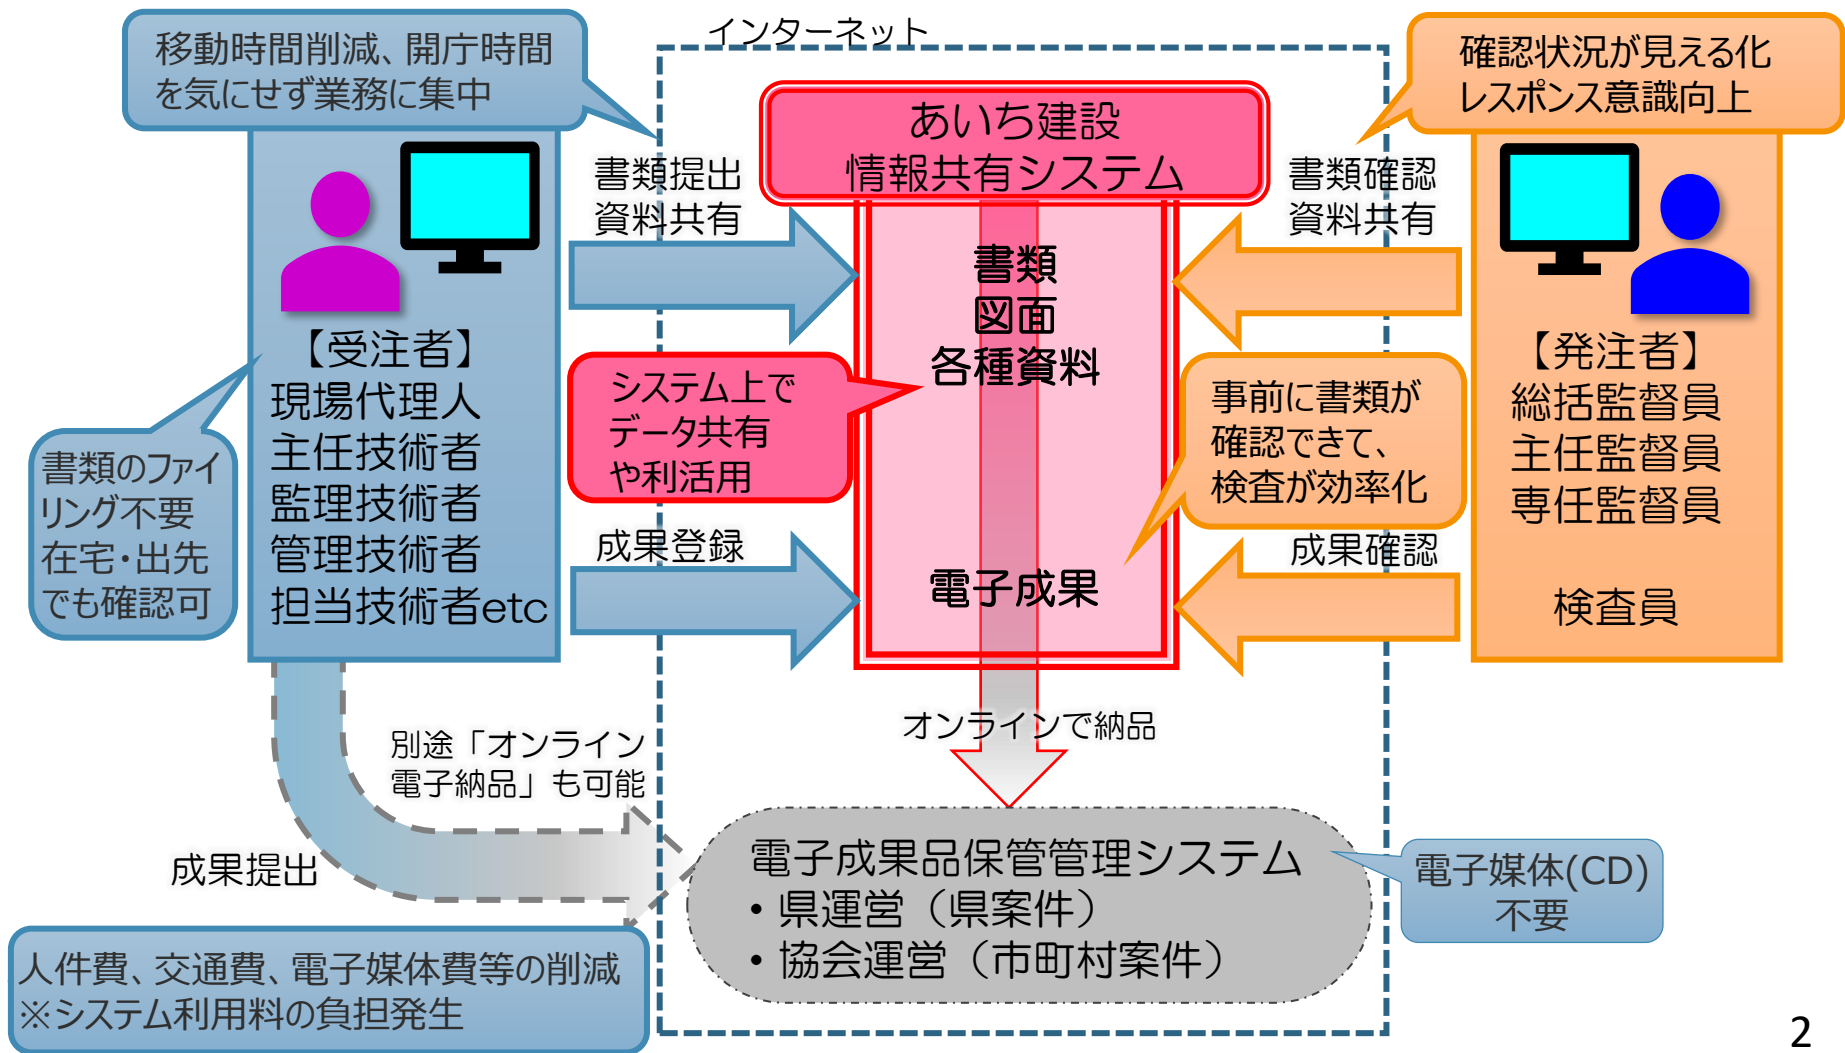 インターネット
移動時間削減、開庁時間
を気にせず業務に集中
確認状況が見える化
レスポンス意識向上
あいち建設
情報共有システム
書類提出
資料共有
書類確認
資料共有
書類
図面
各種資料
【受注者】
現場代理人
主任技術者
監理技術者
管理技術者
担当技術者etc
【発注者】
総括監督員
主任監督員
専任監督員
検査員
システム上で
データ共有
や利活用
事前に書類が
確認できて、
検査が効率化
書類のファイ
リング不要
在宅・出先
でも確認可
成果登録
成果確認
電子成果
オンラインで納品
別途「オンライン
電子納品」も可能
成果提出
電子成果品保管管理システム
・県運営（県案件）
・協会運営（市町村案件）
電子媒体(CD)
不要
人件費、交通費、電子媒体費等の削減
※システム利用料の負担発生
2